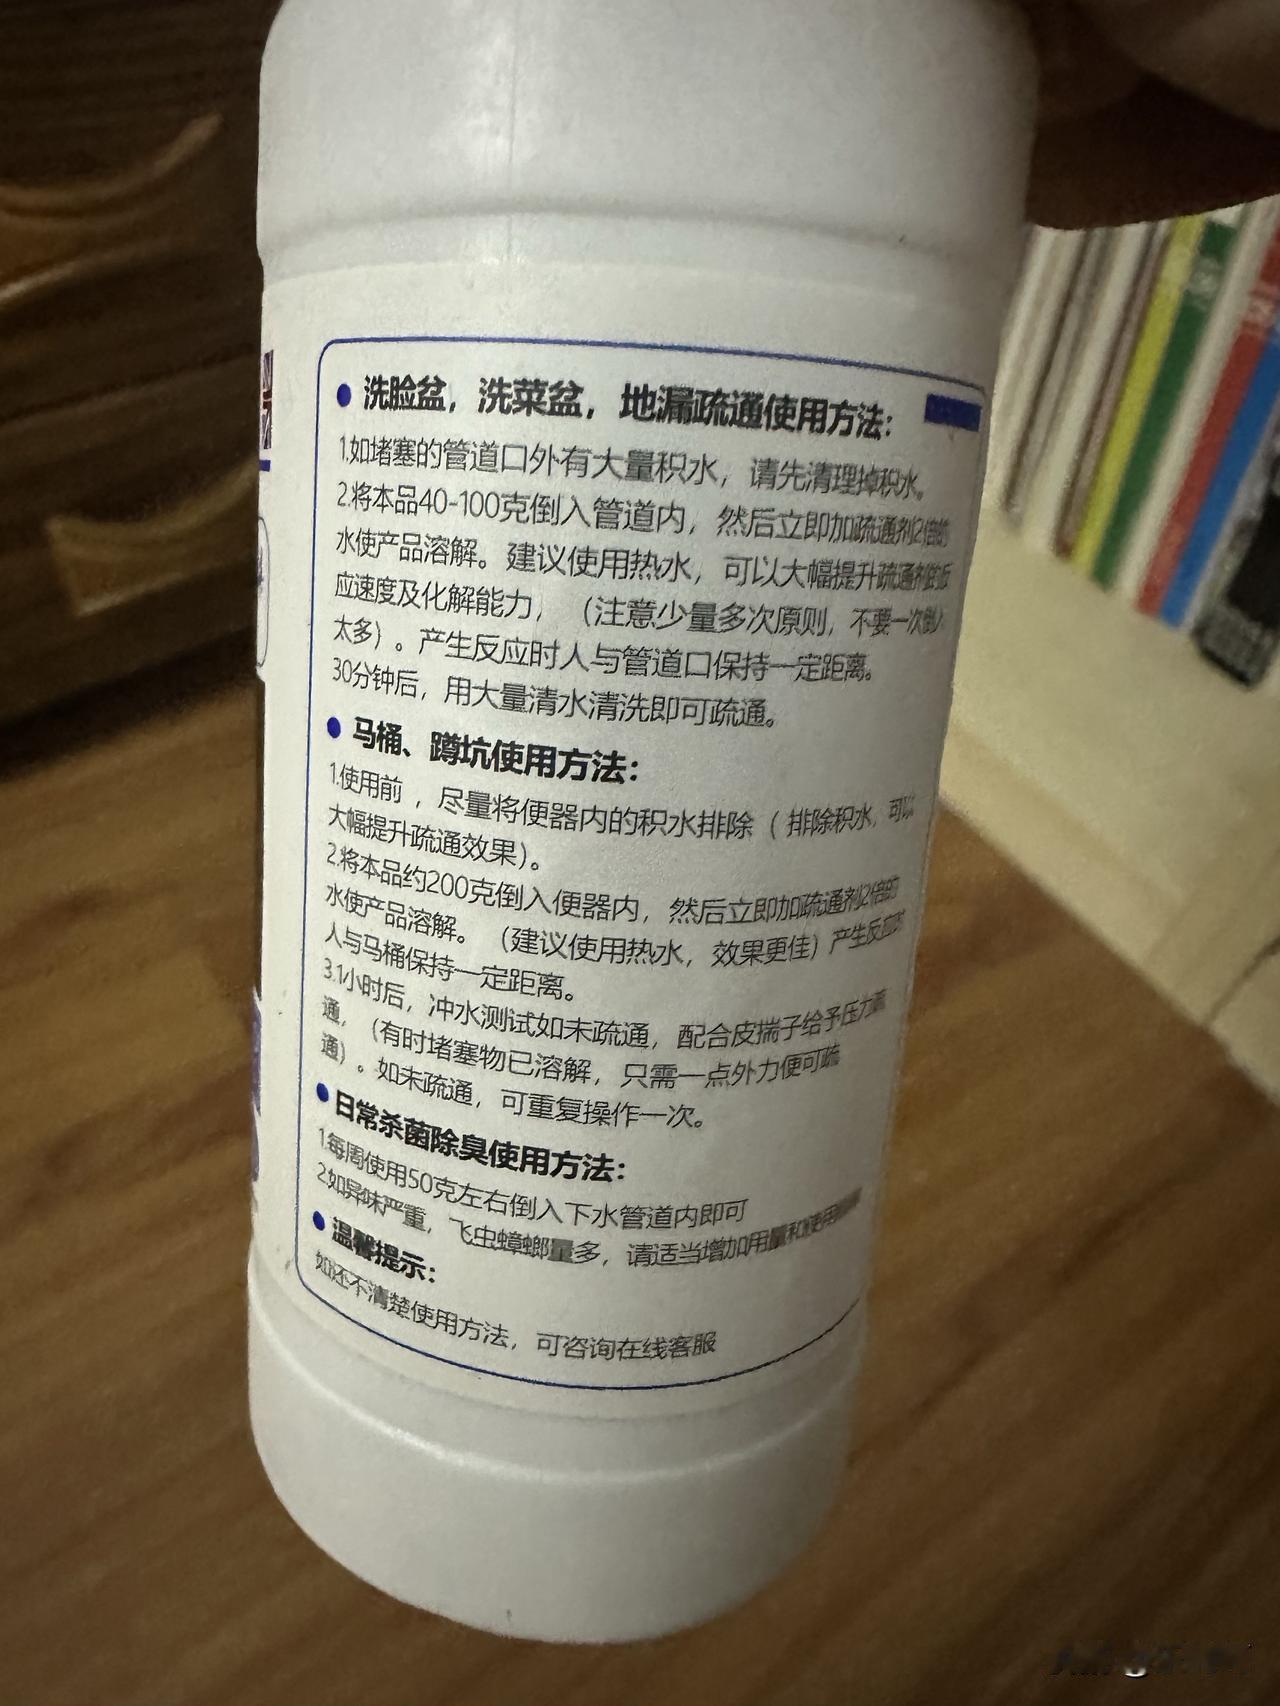 ● 洗脸盆，洗菜盆，地漏疏通使用方法：
1.如堵塞的管道口外有大量积水，请先清理掉积水。
2.将本品40-100克倒入管道内，然后立即加疏通剂2倍的
水使产品溶解。建议使用热水，可以大幅提升疏通剂的反
应速度及化解能力，（注意少量多次原则，不要一次倒入
太多）。产生反应时人与管道口保持一定距离。
30分钟后，用大量清水清洗即可疏通。
● 马桶、蹲坑使用方法：
1.使用前，尽量将便器内的积水排除（排除积水，可以
大幅提升疏通效果）。
2.将本品约200克倒入便器内，然后立即加疏通剂2倍的
水使产品溶解。（建议使用热水，效果更佳）产生反应时
人与马桶保持一定距离。
3.1小时后，冲水测试如未疏通，配合皮揣子给予压力疏
通，（有时堵塞物已溶解，只需一点外力便可疏
通）。如未疏通，可重复操作一次。
● 日常杀菌除臭使用方法：
1.每周使用50克左右倒入下水管道内即可
2.如异味严重，飞虫蟑螂量多，请适当增加用量和使用
● 温馨提示：
如还不清楚使用方法，可咨询在线客服